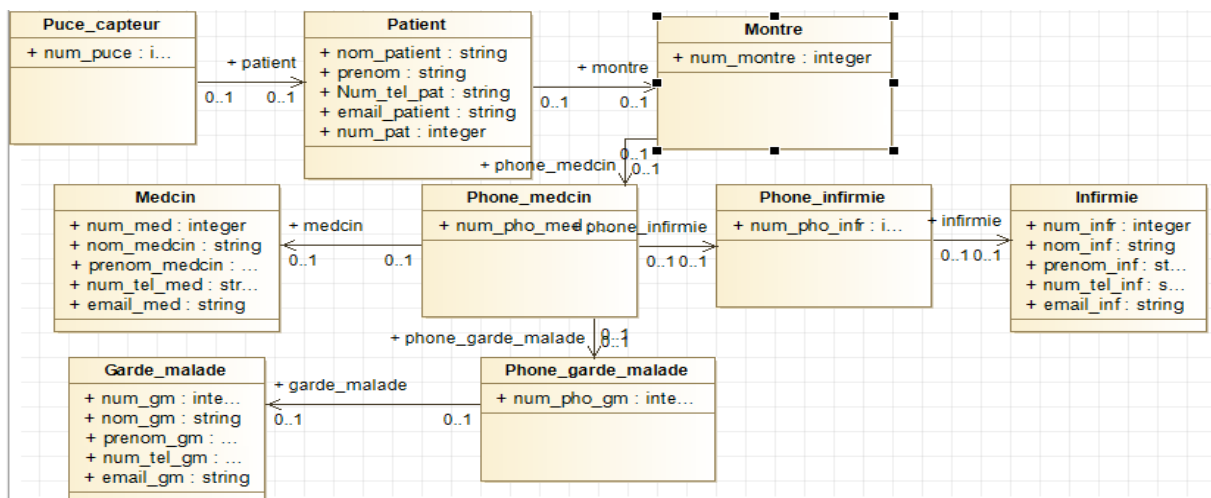 Puce_capteur
+ num_puce : i...
+ patient
0..1
0..1
Patient
+ nom_patient : string
+ prenom : string
+ Num_tel_pat : string
+ email_patient : string
+ num_pat : integer
+ montre
0..1
0..1
Montre
+ num_montre : integer
0..1
+ phone_medcin
0..1
Medcin
+ num_med : integer
+ nom_medcin : string
+ prenom_medcin : ...
+ num_tel_med : str...
+ email_med : string
+ medcin
0..1
0..1
Phone_medcin
+ num_pho_med
phone_infirmie
0..1
0..1
Phone_infirmie
+ num_pho_infr : i...
+ infirmie
0..1
0..1
Infirmie
+ num_infr : integer
+ nom_inf : string
+ prenom_inf : st...
+ num_tel_inf : s...
+ email_inf : string
+ phone_garde_malade
0..1
0..1
Garde_malade
+ num_gm : inte...
+ nom_gm : string
+ prenom_gm : ...
+ num_tel_gm : ...
+ email_gm : string
+ garde_malade
0..1
0..1
Phone_garde_malade
+ num_pho_gm : inte...